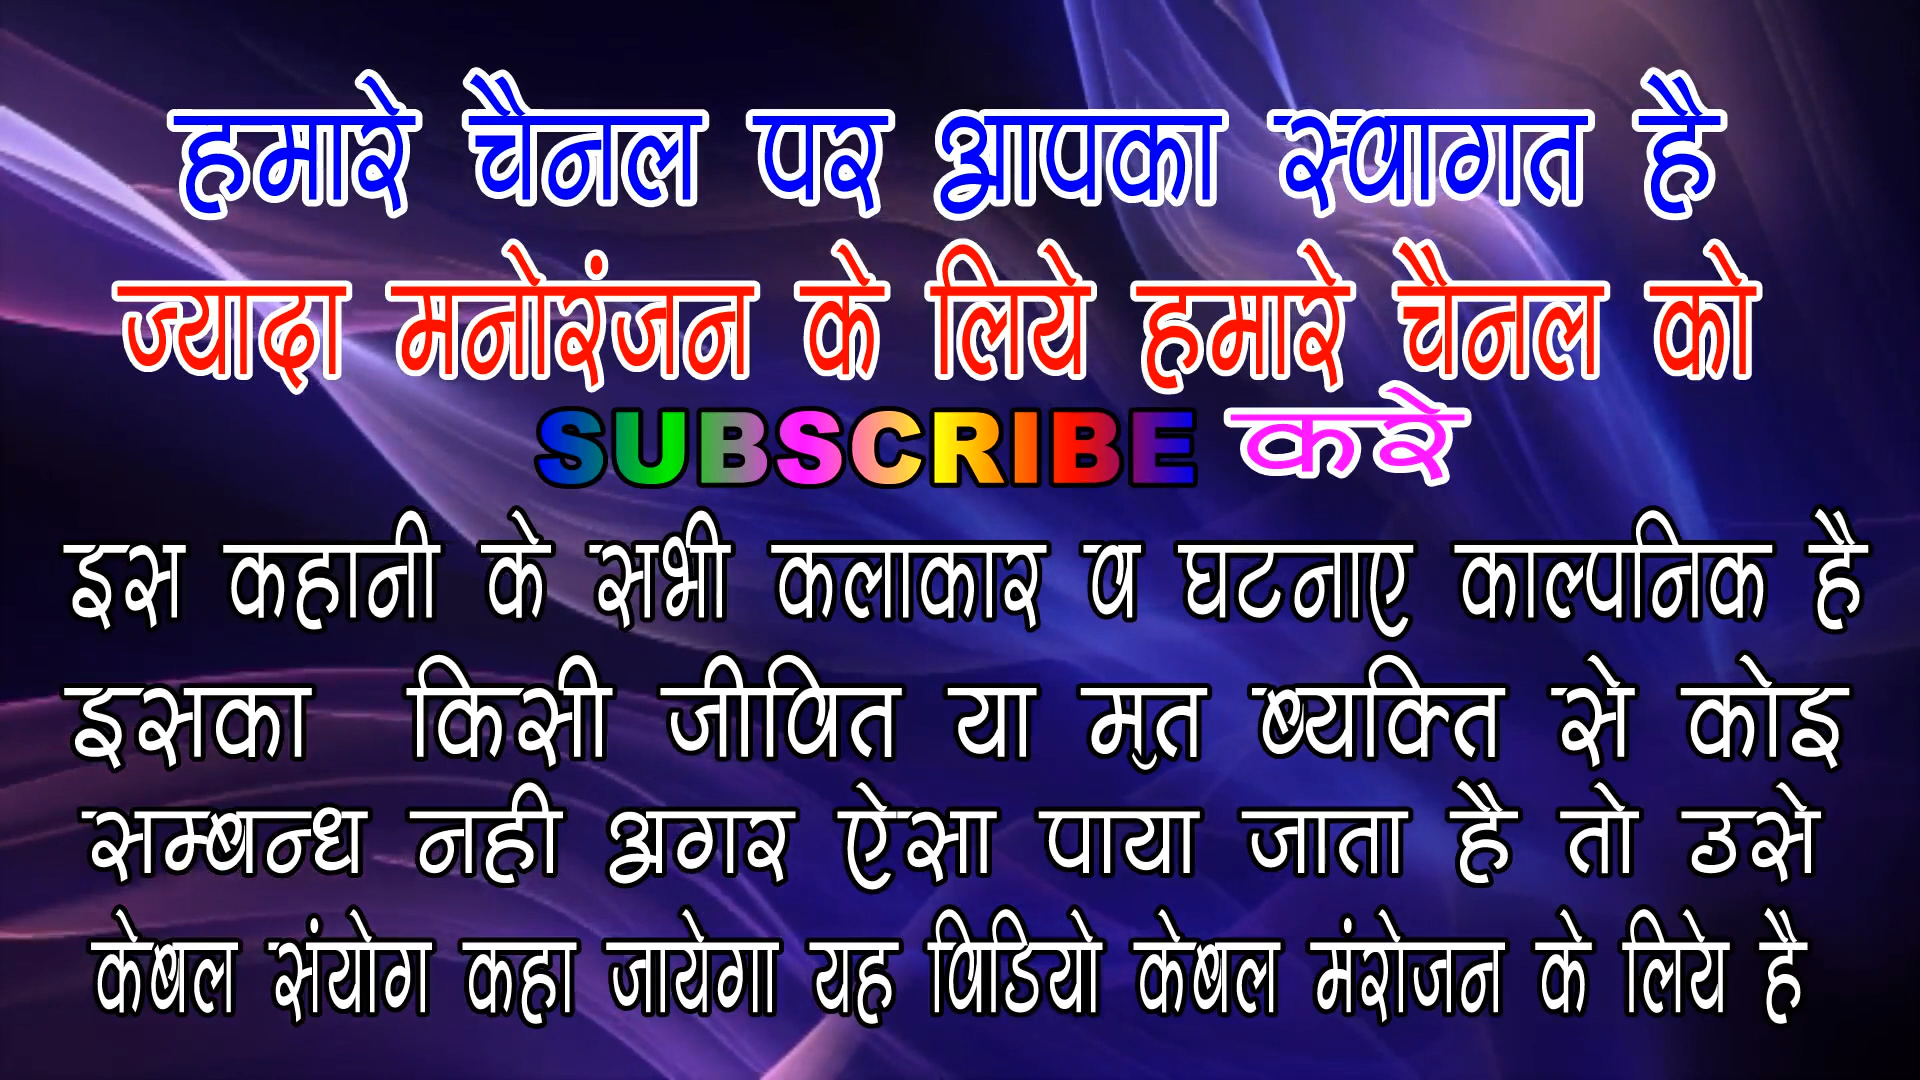 हमारे चैनल पर आपका स्वागत है
ज्यादा मनोरंजन के लिये हमारे चैनल को
SUBSCRIBE करे
इस कहानी के सभी कलाकार व घटनाए काल्पनिक है
इसका किसी जीवित या मुत ब्यक्ति से कोइ
सम्बन्ध नही अगर ऐसा पाया जाता है तो उसे
केबल संयोग कहा जायेगा यह विडियो केबल मंरोजन के लिये है